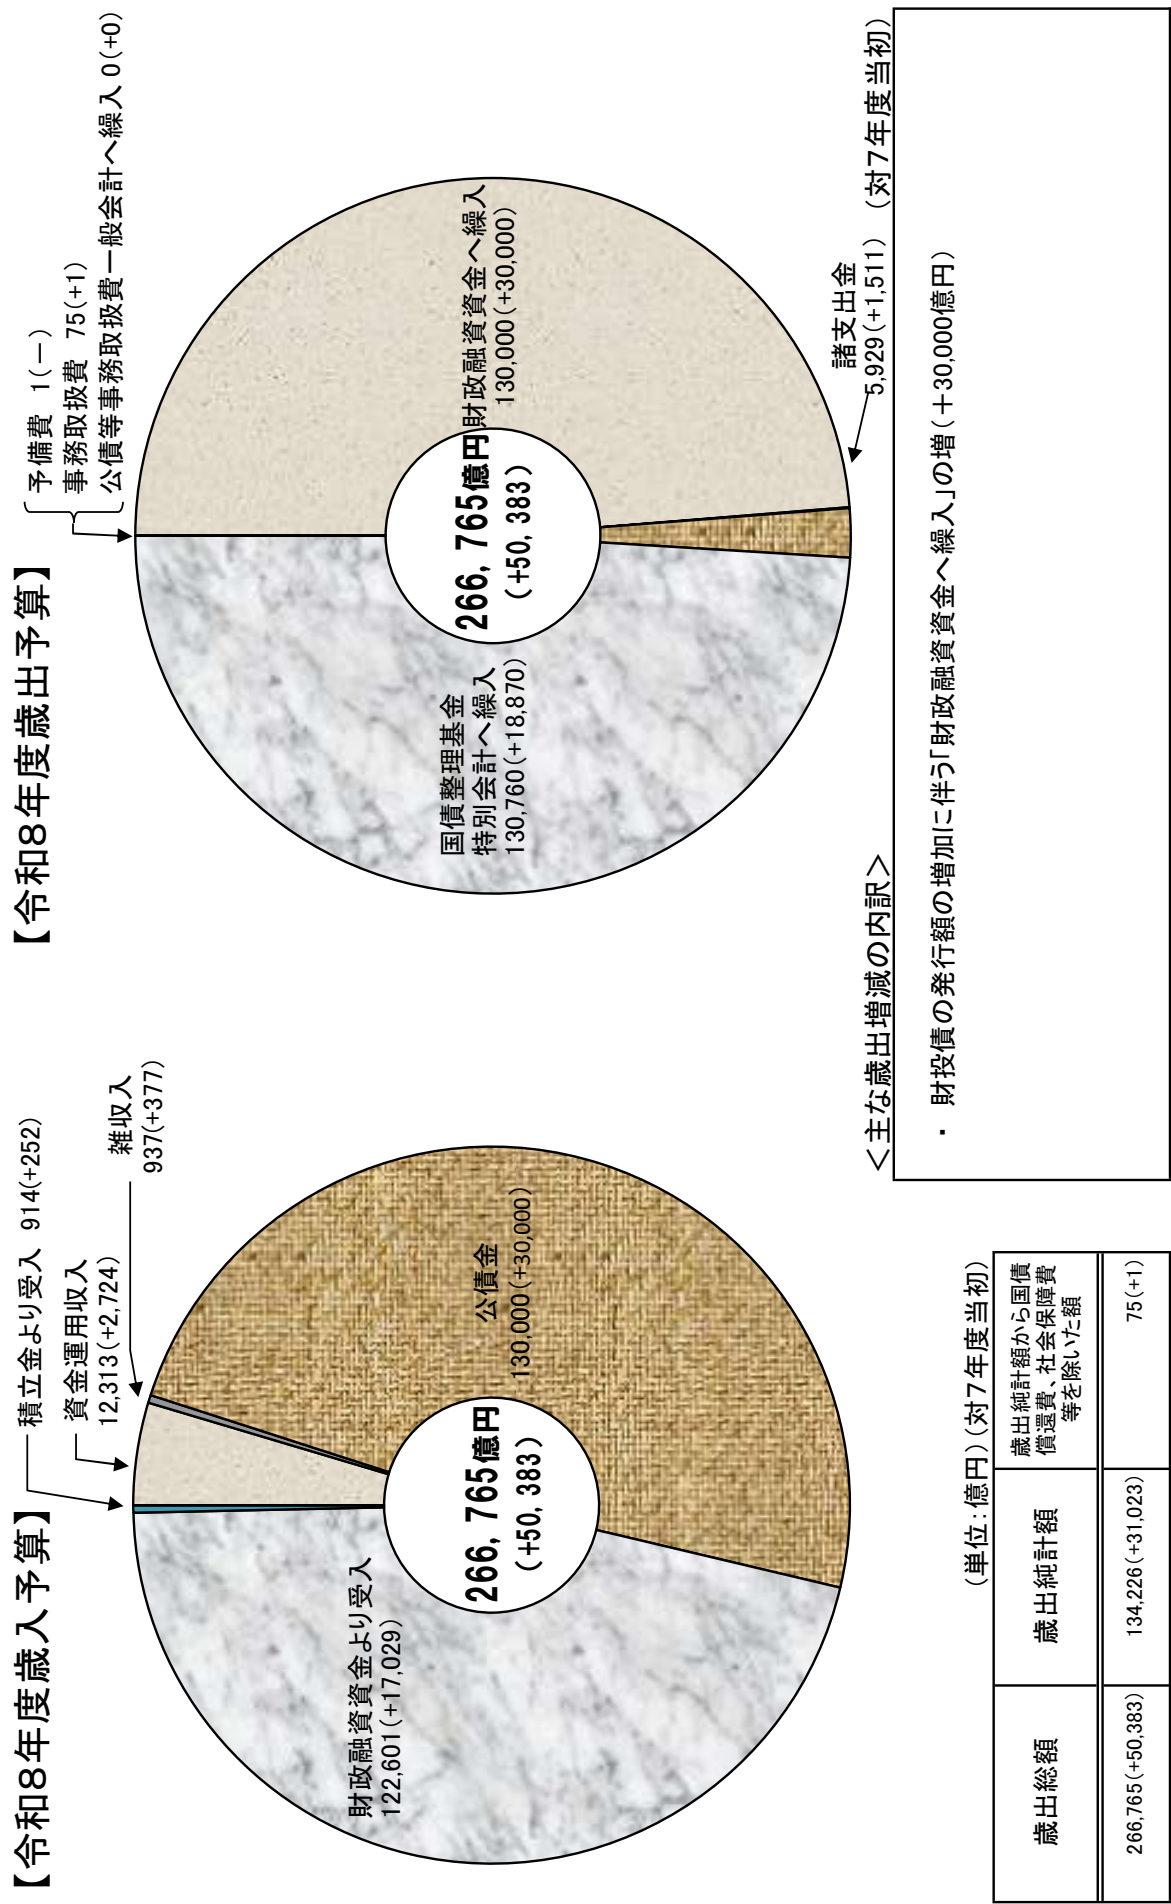 【令和8年度歳入予算】
積立金より受入 914(+252)
資金運用収入
12,313(+2,724)
雑収入
937(+377)
公債金
130,000(+30,000)
266,765億円
(+50,383)
財政融資資金より受入
122,601(+17,029)
【令和8年度歳出予算】
予備費 1(－)
事務取扱費 75(+1)
公債等事務取扱費一般会計へ繰入 0(+0)
財政融資資金へ繰入
130,000(+30,000)
266,765億円
(+50,383)
国債整理基金
特別会計へ繰入
130,760(+18,870)
諸支出金
5,929(+1,511)
(対7年度当初)
(単位:億円)(対7年度当初)
歳出総額
歳出純計額
歳出純計額から国債
償還費、社会保障費
等を除いた額
266,765(+50,383)
134,226(+31,023)
75(+1)
＜主な歳出増減の内訳＞
・ 財投債の発行額の増加に伴う「財政融資資金へ繰入」の増(＋30,000億円)